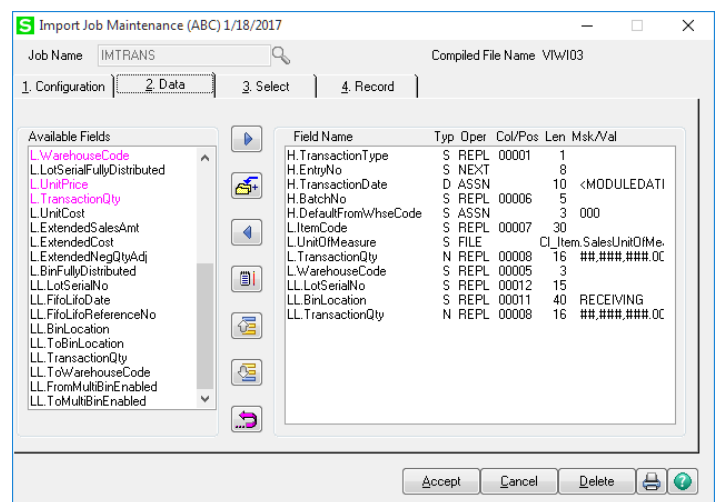 S Import Job Maintenance (ABC) 1/18/2017
Job Name IMTRANS Compiled File Name VIWI03
1. Configuration 2. Data 3. Select 4. Record
Available Fields
L.WarehouseCode
L.LotSerialFullyDistributed
L.UnitPrice
L.TransactionQty
L.UnitCost
L.ExtendedSalesAmt
L.ExtendedCost
L.ExtendedNegQtyAdj
L.BinFullyDistributed
LL.LotSerialNo
LL.FifoLifoDate
LL.FifoLifoReferenceNo
LL.BinLocation
LL.ToBinLocation
LL.TransactionQty
LL.ToWarehouseCode
LL.FromMultiBinEnabled
LL.ToMultiBinEnabled
Field Name Typ Oper Col/Pos Len Msk/Val
H.TransactionType S REPL 00001 1
H.EntryNo S NEXT 8
H.TransactionDate D ASSN 10 <MODULEDATI
H.BatchNo S REPL 00006 5
H.DefaultFromWhseCode S ASSN 3 000
L.ItemCode S REPL 00007 30
L.UnitOfMeasure S FILE CI_Item.SalesUnitOfMe
L.TransactionQty N REPL 00008 16 ##,###,###.00
L.WarehouseCode S REPL 00005 3
LL.LotSerialNo S REPL 00012 15
LL.BinLocation S REPL 00011 40 RECEIVING
LL.TransactionQty N REPL 00008 16 ##,###,###.00
Accept Cancel Delete